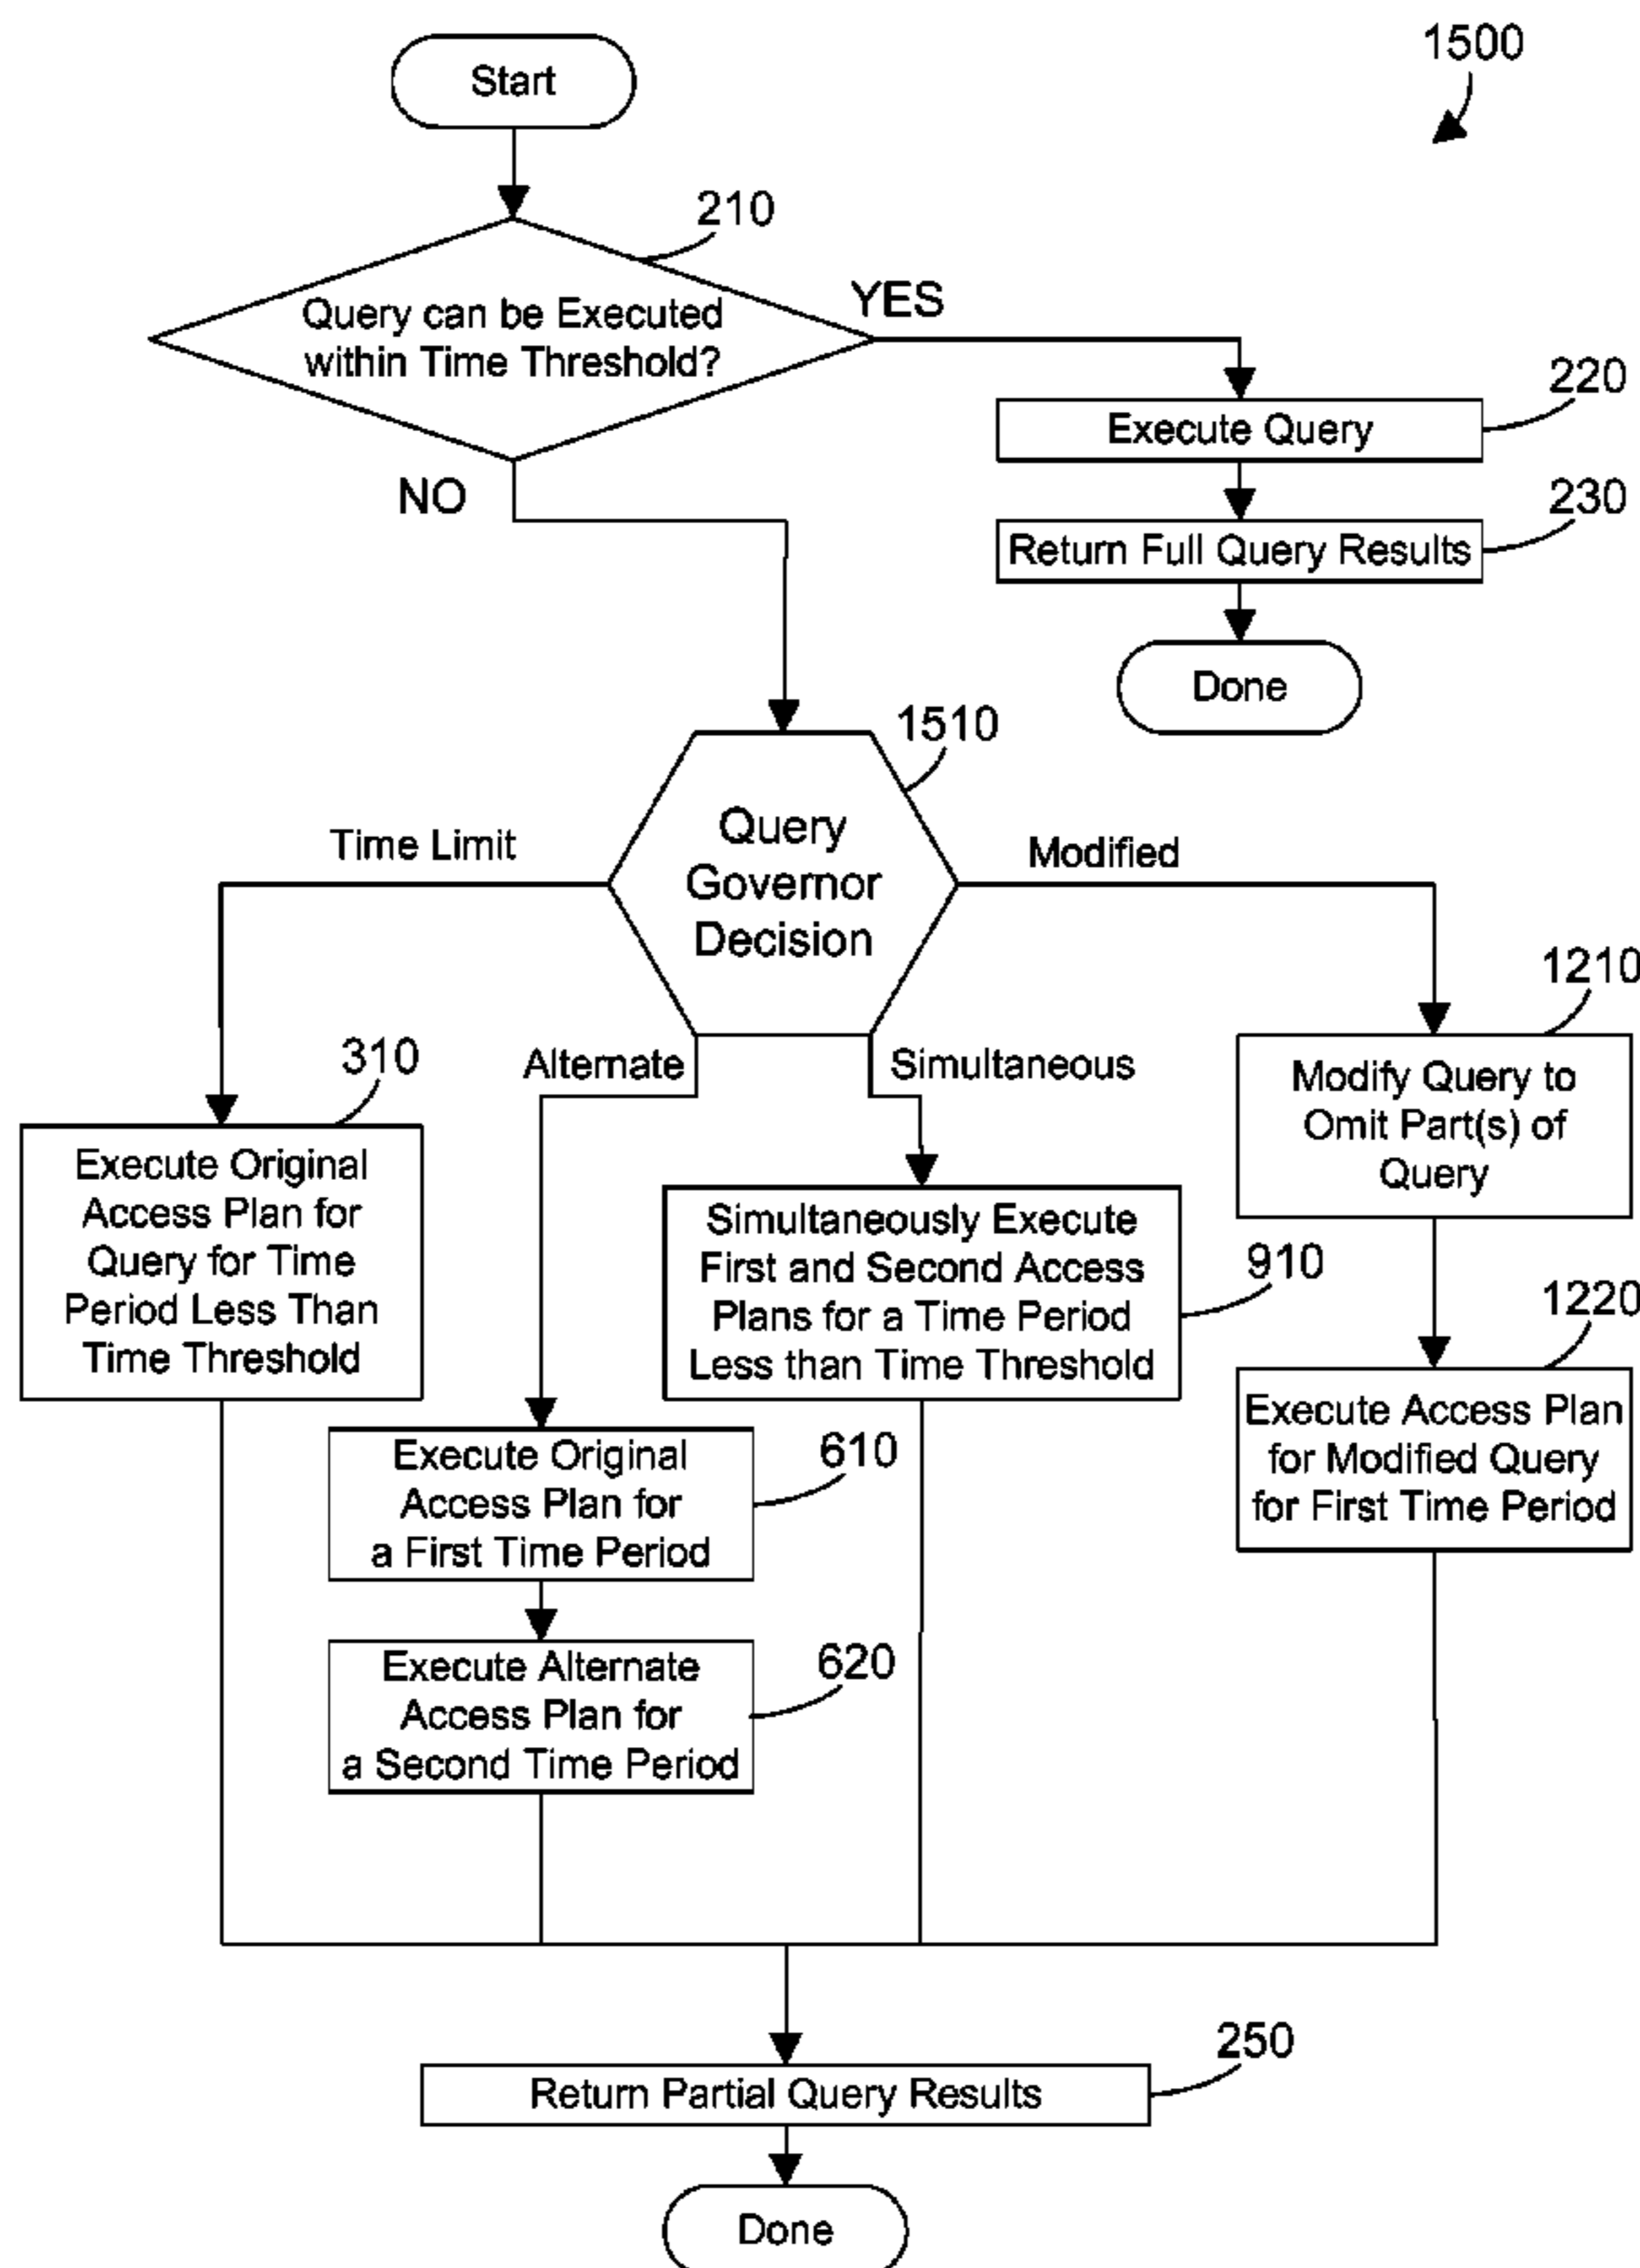 Start
1500
210
Query can be Executed
within Time Threshold?
YES
NO
220
Execute Query
230
Return Full Query Results
Done
1510
Query
Governor
Decision
Time Limit
Modified
Alternate
Simultaneous
310
Execute Original
Access Plan for
Query for Time
Period Less Than
Time Threshold
1210
Modify Query to
Omit Part(s) of
Query
Simultaneously Execute
First and Second Access
Plans for a Time Period
Less than Time Threshold
910
1220
Execute Access Plan
for Modified Query
for First Time Period
Execute Original
Access Plan for
a First Time Period
610
Execute Alternate
Access Plan for
a Second Time Period
620
250
Return Partial Query Results
Done